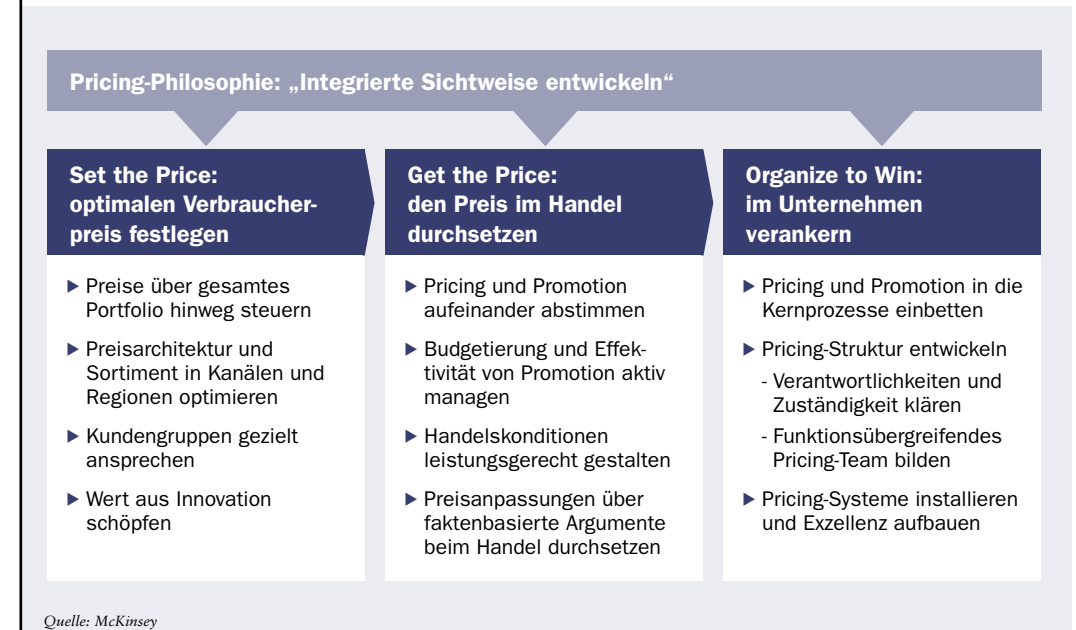 Pricing-Philosophie: „Integrierte Sichtweise entwickeln“
Set the Price:
optimalen Verbraucher-
preis festlegen
▶ Preise über gesamtes
Portfolio hinweg steuern
▶ Preisarchitektur und
Sortiment in Kanälen und
Regionen optimieren
▶ Kundengruppen gezielt
ansprechen
▶ Wert aus Innovation
schöpfen
Get the Price:
den Preis im Handel
durchsetzen
▶ Pricing und Promotion
aufeinander abstimmen
▶ Budgetierung und Effek-
tivität von Promotion aktiv
managen
▶ Handelskonditionen
leistungsgerecht gestalten
▶ Preisanpassungen über
faktenbasierte Argumente
beim Handel durchsetzen
Organize to Win:
im Unternehmen
verankern
▶ Pricing und Promotion in die
Kernprozesse einbetten
▶ Pricing-Struktur entwickeln
- Verantwortlichkeiten und
Zuständigkeit klären
- Funktionsübergreifendes
Pricing-Team bilden
▶ Pricing-Systeme installieren
und Exzellenz aufbauen
Quelle: McKinsey